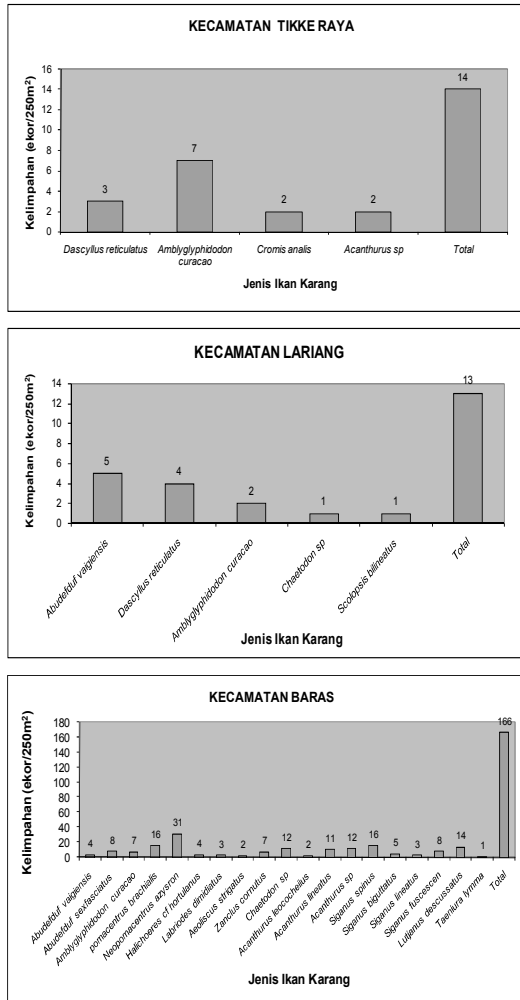 KECAMATAN TIKKE RAYA
Kelimpahan (ekor/250m²)
16
14
12
10
8
6
4
2
0
3
7
2
2
14
Dascyllus reticulatus
Amblyglyphidodon
curacao
Cromis analis
Acanthurus sp
Total
Jenis Ikan Karang
KECAMATAN LARIANG
Kelimpahan (ekor/250m²)
14
12
10
8
6
4
2
0
5
4
2
1
1
13
Abudefduf vaigiensis
Dascyllus reticulatus
Amblyglyphidodon curacao
Chaetodon sp
Scolopsis bilineatus
Total
Jenis Ikan Karang
KECAMATAN BARAS
Kelimpahan (ekor/250m²)
180
160
140
120
100
80
60
40
20
0
4
8
7
16
31
4
3
2
7
12
2
11
12
16
5
3
8
14
1
166
Abudefduf vaigiensis
Abudefduf sexfasciatus
Amblyglyphidodon curacao
pomacentrus brachialis
Neopomacentrus azysron
Halichoeres cf hortulanus
Labriodes dimidiatus
Aeoliscus strigatus
Zanclus cornutus
Chaetodon sp
Acanthurus
Acanthurus lineatus
Acanthurus sp
Siganus spinus
Siganus biguttatus
Siganus lineatus
Siganus fuscescen
Lutjanus descussatus
Taeniura lymma
Total
Jenis Ikan Karang